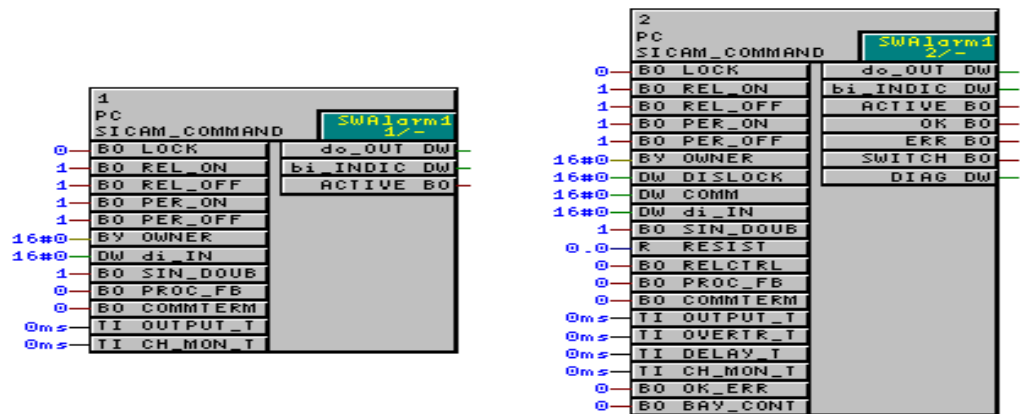 1
PC
SICAM_COMMAND
SWAlarm1
1/-
0 BO LOCK do_OUT DW
1 BO REL_ON bi_INDIC DW
1 BO REL_OFF ACTIVE BO
1 BO PER_ON
1 BO PER_OFF
16#0 BY OWNER
16#0 DW di_IN
1 BO SIN_DOUB
0 BO PROC_FB
0 BO COMMTERM
0ms TI OUTPUT_T
0ms TI CH_MON_T
2
PC
SICAM_COMMAND
SWAlarm1
2/-
0 BO LOCK do_OUT DW
1 BO REL_ON bi_INDIC DW
1 BO REL_OFF ACTIVE BO
1 BO PER_ON OK BO
1 BO PER_OFF ERR BO
16#0 BY OWNER SWITCH BO
16#0 DW DISLOCK DIAG DW
16#0 DW COMM
16#0 DW di_IN
1 BO SIN_DOUB
0.0 R RESIST
0 BO RELCTRL
0 BO PROC_FB
0 BO COMMTERM
0ms TI OUTPUT_T
0ms TI OVERTR_T
0ms TI DELAY_T
0ms TI CH_MON_T
0 BO OK_ERR
0 BO BAY_CONT